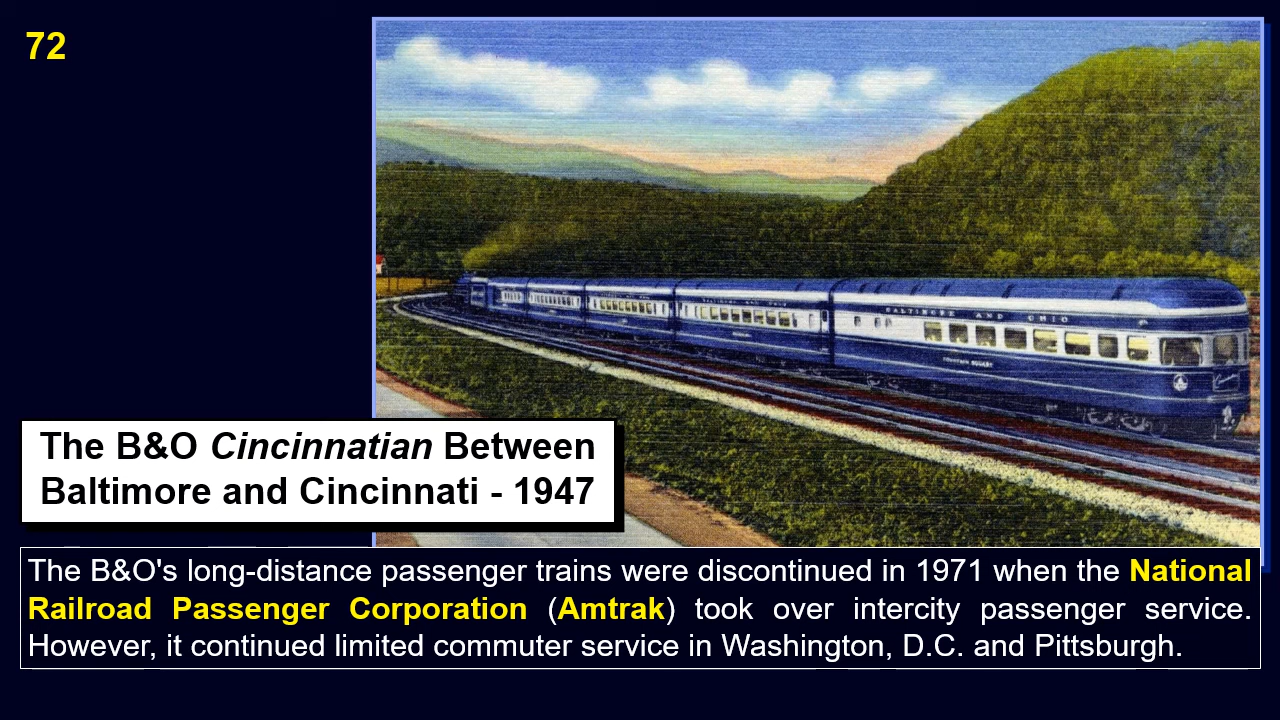 72
BALTIMORE AND OHIO
The B&O Cincinnatian Between
Baltimore and Cincinnati - 1947
The B&O's long-distance passenger trains were discontinued in 1971 when the National
Railroad Passenger Corporation (Amtrak) took over intercity passenger service.
However, it continued limited commuter service in Washington, D.C. and Pittsburgh.